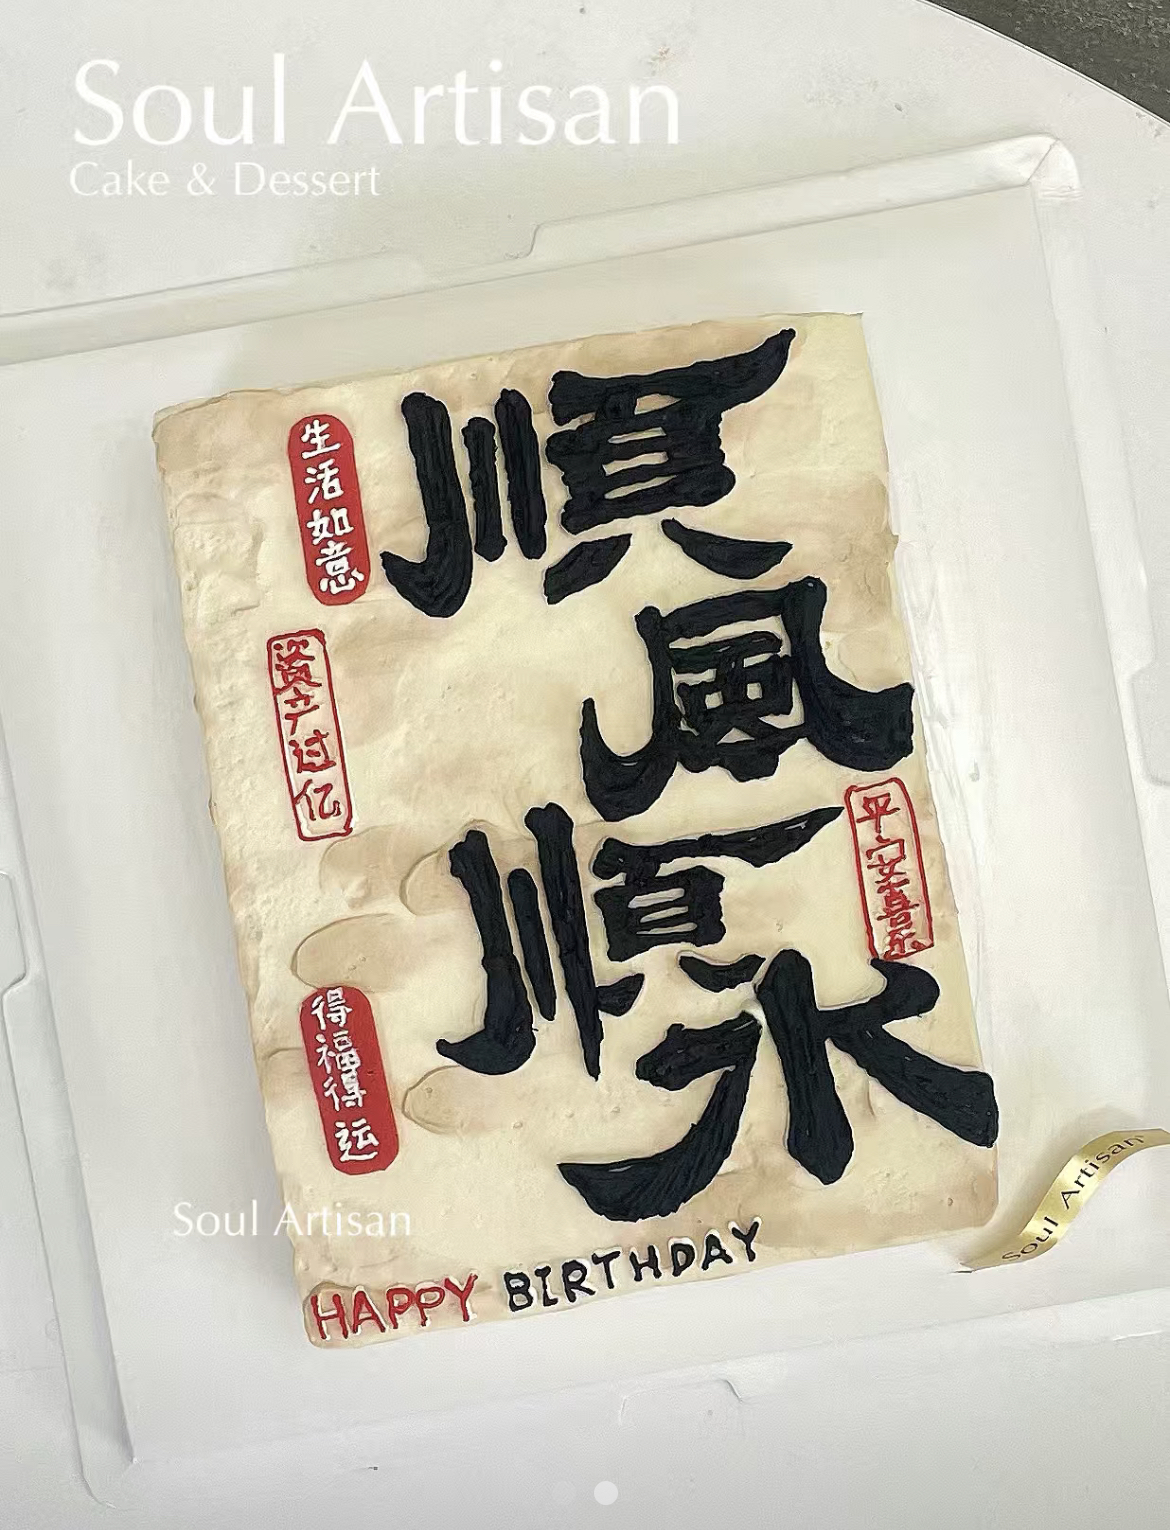 Soul Artisan
Cake & Dessert
順風順水
生活如意
资产过亿
平安喜乐
得福得运
Soul Artisan
Soul Artisan
HAPPY BIRTHDAY